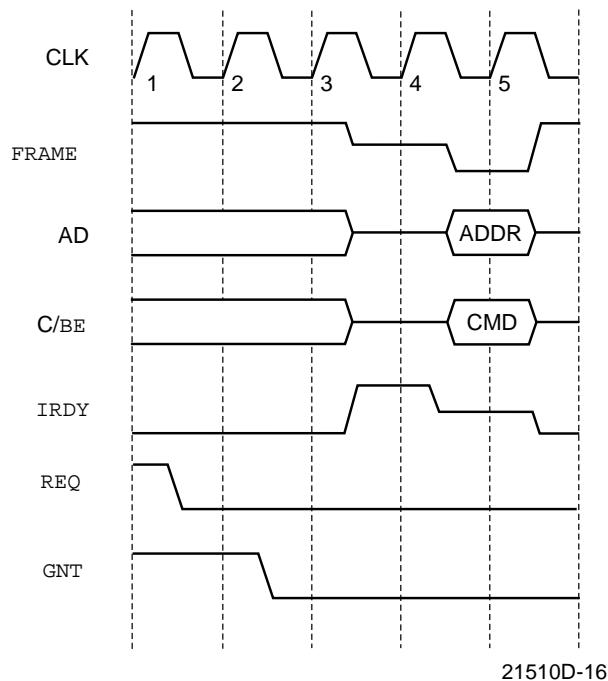 CLK
1 2 3 4 5
FRAME
AD
ADDR
C/BE
CMD
IRDY
REQ
GNT
21510D-16